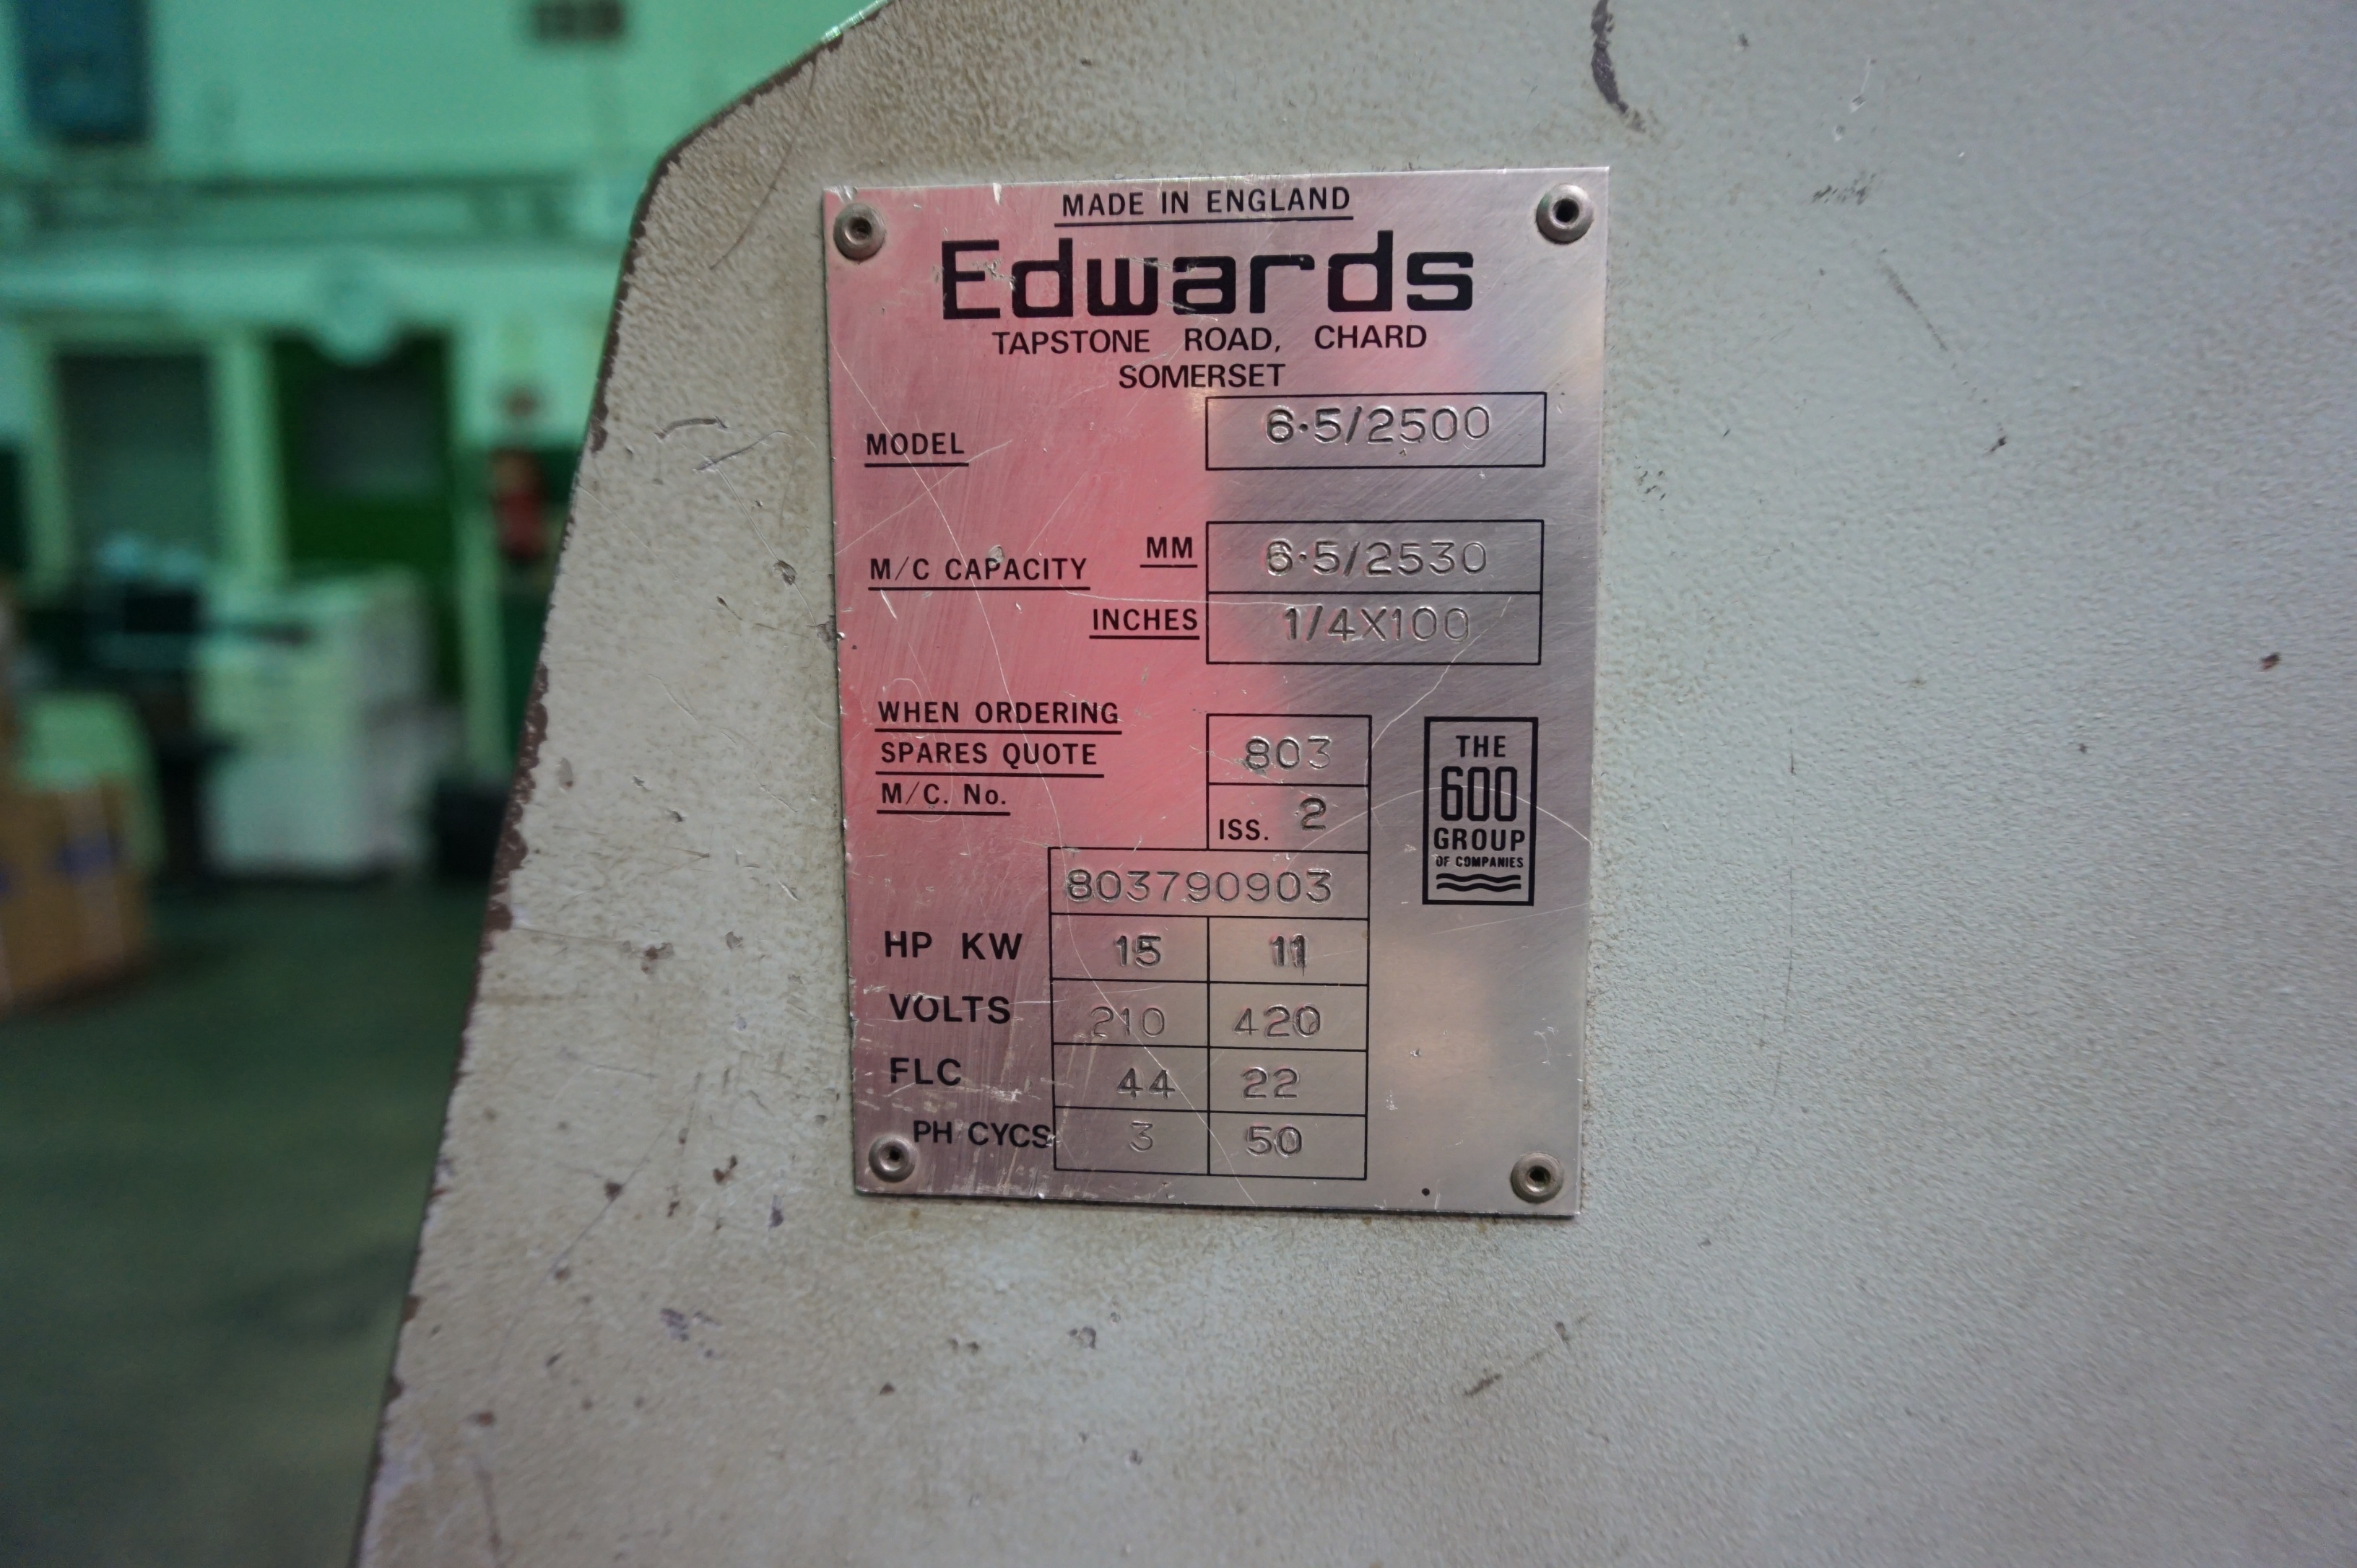 MADE IN ENGLAND
Edwards
TAPSTONE ROAD, CHARD
SOMERSET
MODEL 6·5/2500
M/C CAPACITY MM 6·5/2530
INCHES 1/4X100
WHEN ORDERING
SPARES QUOTE 803
M/C. No. ISS. 2
803790903
THE
600
GROUP
OF COMPANIES
HP KW 15 11
VOLTS 210 420
FLC 44 22
PH CYCS 3 50